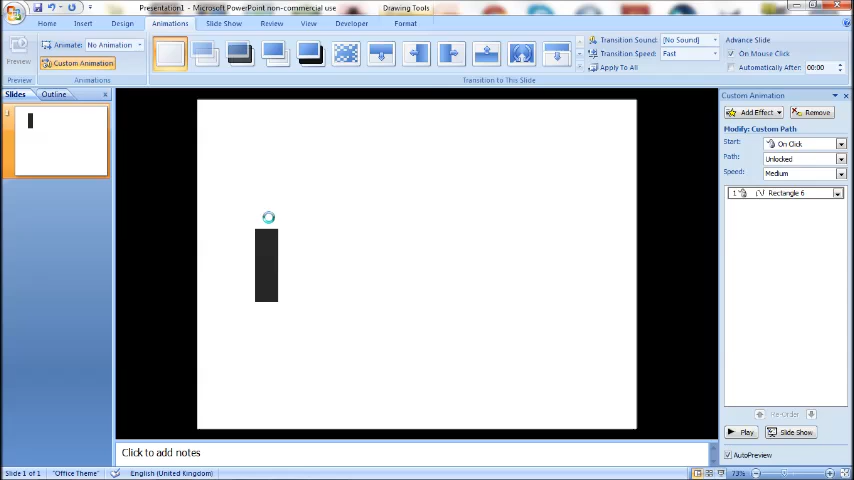 Presentation1 - Microsoft PowerPoint non-commercial use
Drawing Tools
Home
Insert
Design
Animations
Slide Show
Review
View
Developer
Format
Preview
Animate: No Animation
Custom Animation
Transition Sound: [No Sound]
Transition Speed: Fast
Apply To All
Advance Slide
On Mouse Click
Automatically After: 00:00
Preview
Animations
Transition to This Slide
Slides
Outline
1
Custom Animation
Add Effect
Remove
Modify: Custom Path
Start: On Click
Path: Unlocked
Speed: Medium
1 Rectangle 6
Re-Order
Play
Slide Show
AutoPreview
Click to add notes
Slide 1 of 1
"Office Theme"
English (United Kingdom)
73%